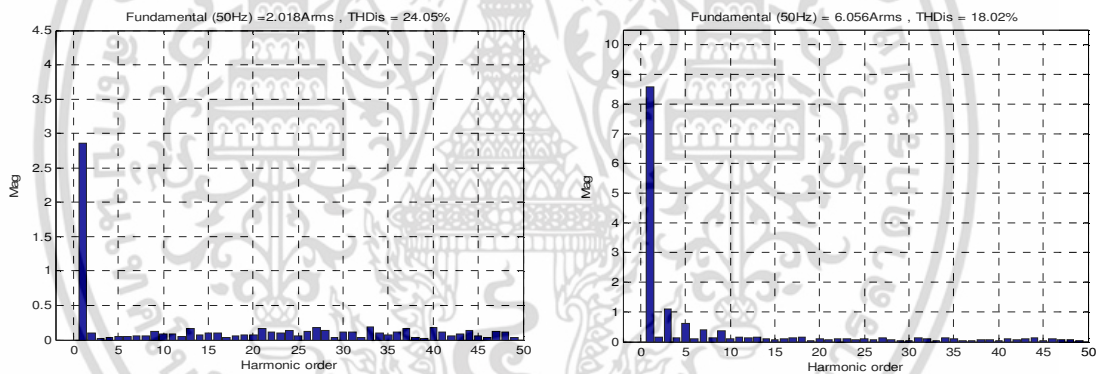 Fundamental (50Hz) =2.018Arms , THDis = 24.05%
4.5
4
3.5
3
2.5
2
1.5
1
0.5
0
Mag
0 5 10 15 20 25 30 35 40 45 50
Harmonic order
Fundamental (50Hz) = 6.056Arms , THDis = 18.02%
10
9
8
7
6
5
4
3
2
1
0
Mag
0 5 10 15 20 25 30 35 40 45 50
Harmonic order